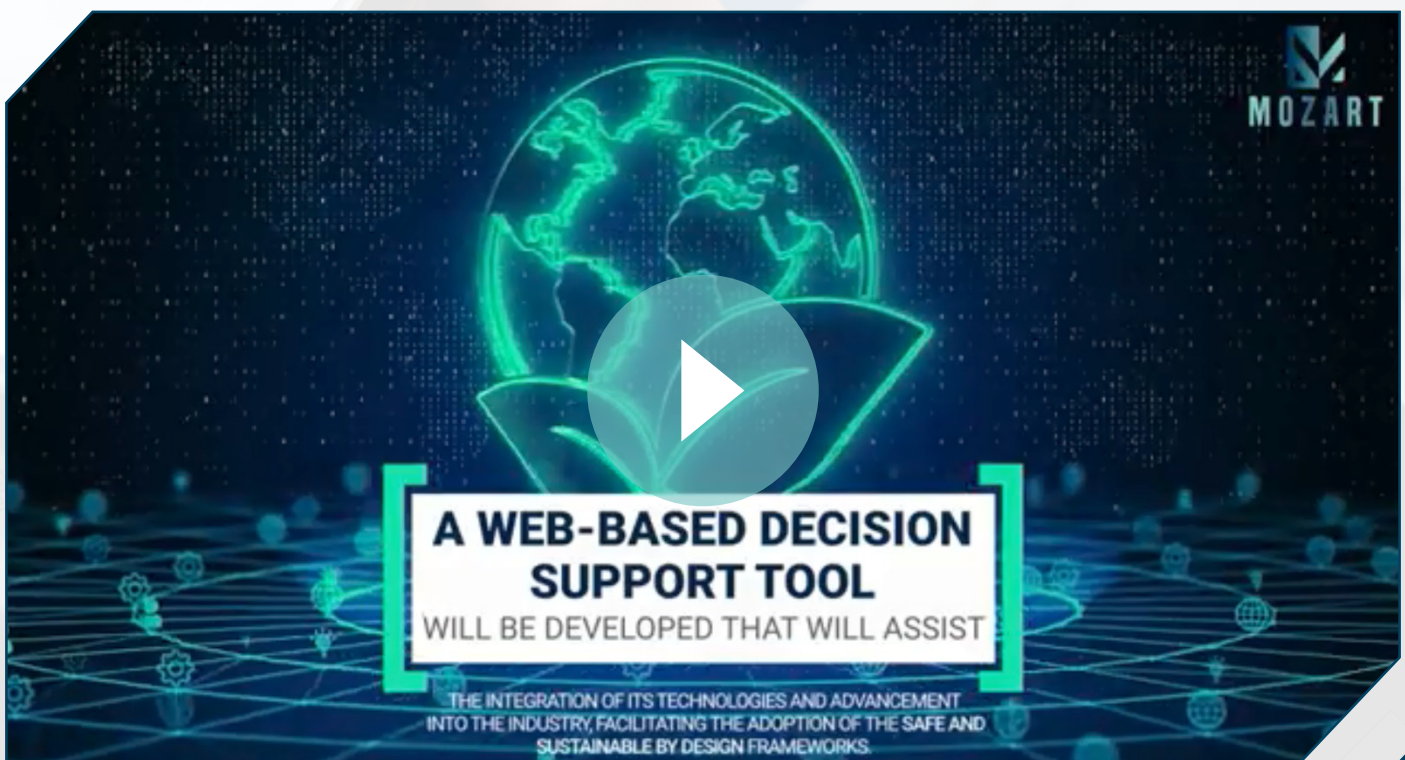 MOZART
A WEB-BASED DECISION
SUPPORT TOOL
WILL BE DEVELOPED THAT WILL ASSIST
THE INTEGRATION OF ITS TECHNOLOGIES AND ADVANCEMENT
INTO THE INDUSTRY, FACILITATING THE ADOPTION OF THE SAFE AND
SUSTAINABLE BY DESIGN FRAMEWORKS.